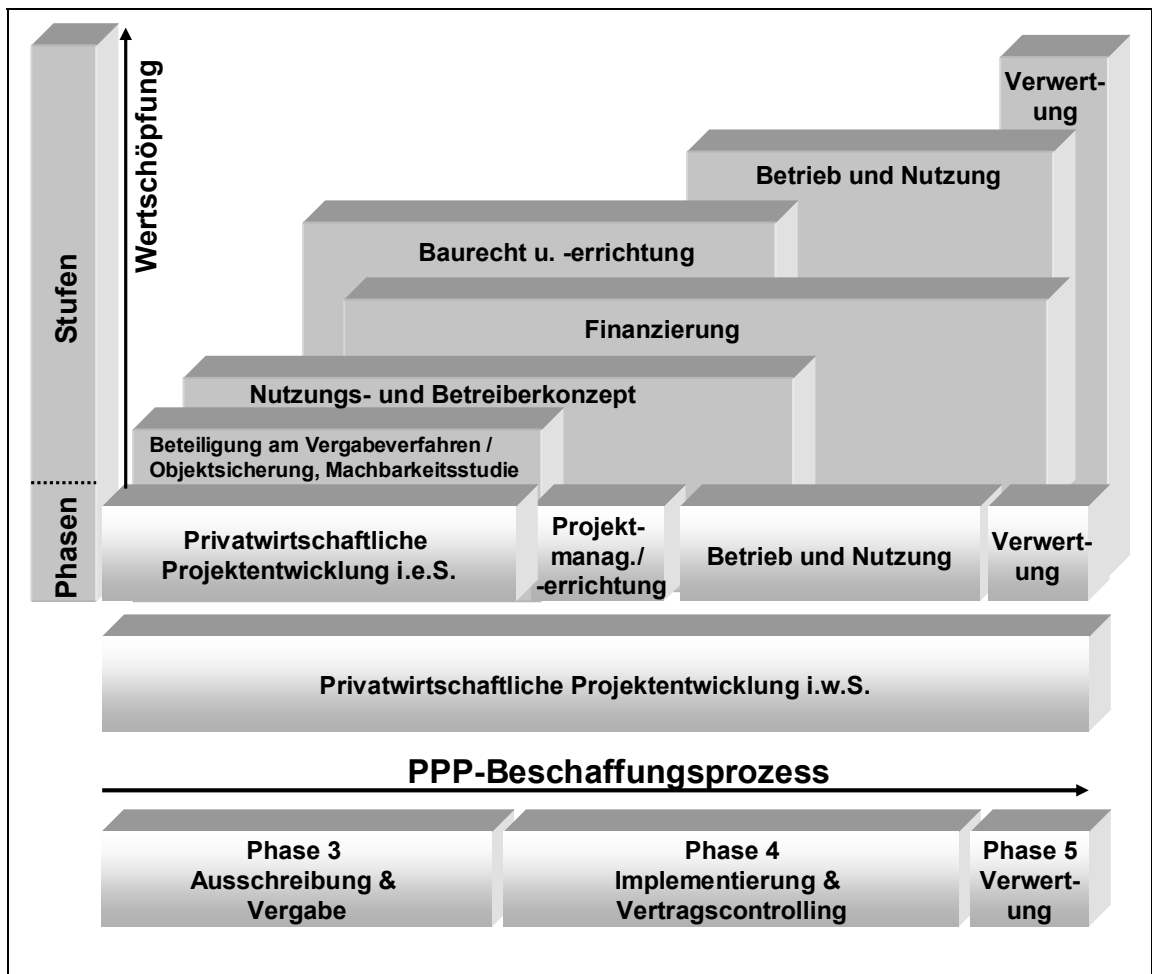 Stufen
Phasen
Wertschöpfung
Verwert-
ung
Betrieb und Nutzung
Baurecht u. -errichtung
Finanzierung
Nutzungs- und Betreiberkonzept
Beteiligung am Vergabeverfahren /
Objektsicherung, Machbarkeitsstudie
Privatwirtschaftliche
Projektentwicklung i.e.S.
Projekt-
manag./
-errichtung
Betrieb und Nutzung
Verwert-
ung
Privatwirtschaftliche Projektentwicklung i.w.S.
PPP-Beschaffungsprozess
Phase 3
Ausschreibung &
Vergabe
Phase 4
Implementierung &
Vertragscontrolling
Phase 5
Verwert-
ung